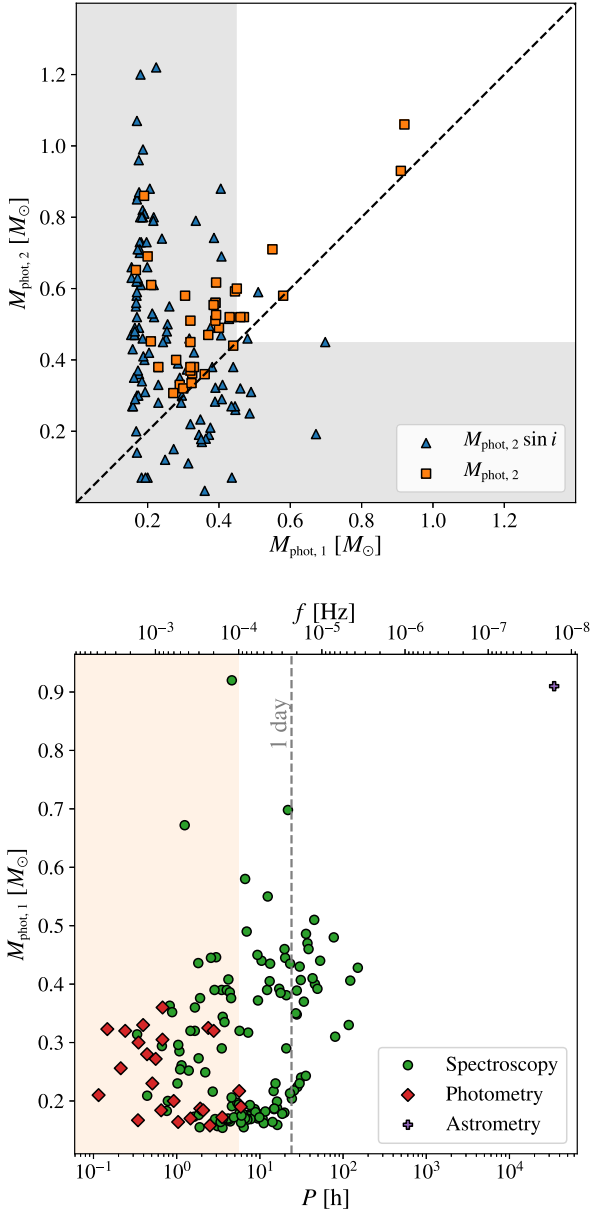 1.2
1.0
0.8
0.6
0.4
0.2
M_phot, 2 [M_⊙]
M_phot, 2 sin i
M_phot, 2
0.2 0.4 0.6 0.8 1.0 1.2
M_phot, 1 [M_⊙]
f [Hz]
10^−3 10^−4 10^−5 10^−6 10^−7 10^−8
0.9
0.8
0.7
0.6
0.5
0.4
0.3
0.2
M_phot, 1 [M_⊙]
1 day
Spectroscopy
Photometry
Astrometry
10^−1 10^0 10^1 10^2 10^3 10^4
P [h]